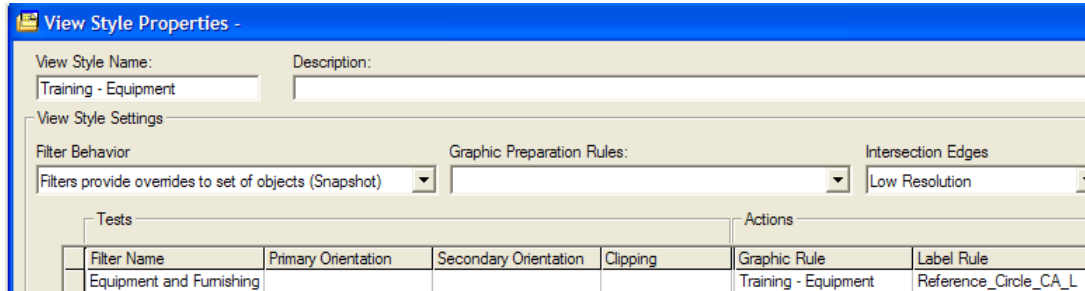 View Style Properties -
View Style Name: Description:
Training - Equipment
View Style Settings
Filter Behavior Graphic Preparation Rules: Intersection Edges
Filters provide overrides to set of objects (Snapshot) Low Resolution
Tests Actions
Filter Name Primary Orientation Secondary Orientation Clipping Graphic Rule Label Rule
Equipment and Furnishing Training - Equipment Reference_Circle_CA_L